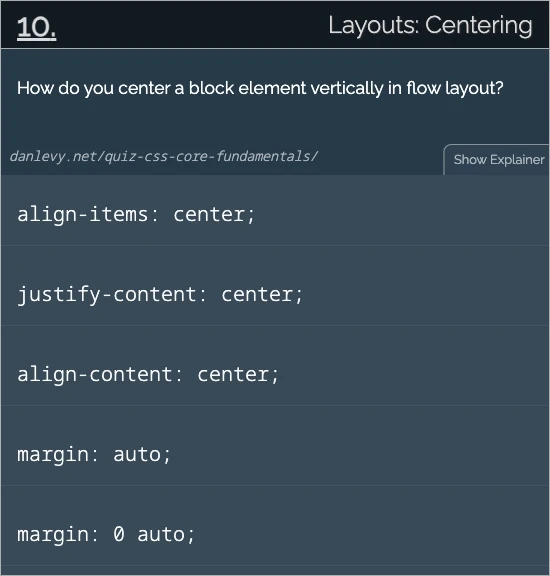 10.
Layouts: Centering
How do you center a block element vertically in flow layout?
danlevy.net/quiz-css-core-fundamentals/
Show Explainer
align-items: center;
justify-content: center;
align-content: center;
margin: auto;
margin: 0 auto;